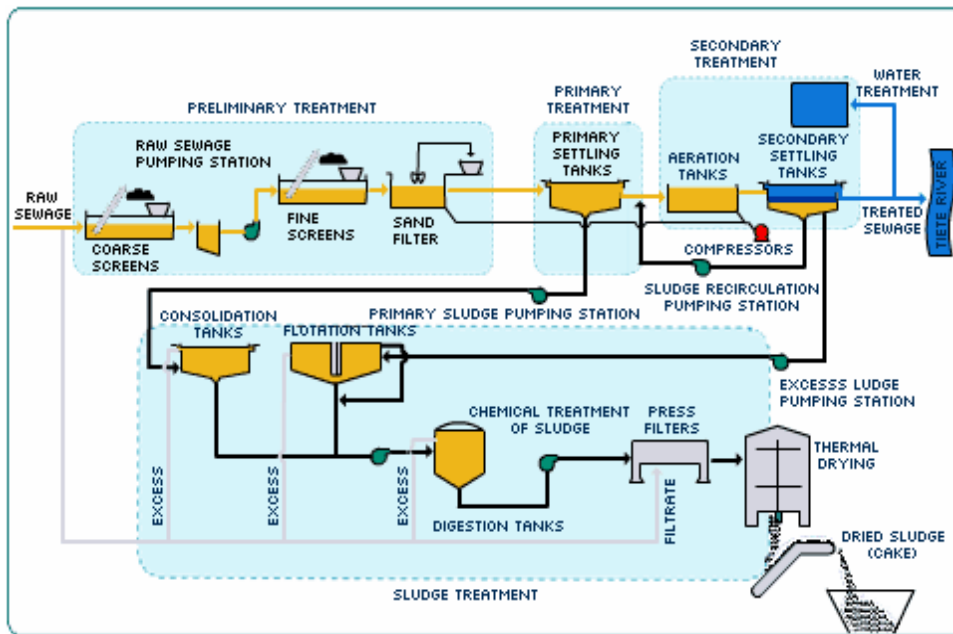 SECONDARY
TREATMENT
WATER
TREATMENT
PRIMARY
TREATMENT
PRELIMINARY TREATMENT
RAW SEWAGE
PUMPING STATION
PRIMARY
SETTLING
TANKS
AERATION
TANKS
SECONDARY
SETTLING
TANKS
RAW
SEWAGE
COARSE
SCREENS
FINE
SCREENS
SAND
FILTER
COMPRESSORS
TREATED
SEWAGE
TIETE RIVER
SLUDGE RECIRCULATION
PUMPING STATION
PRIMARY SLUDGE PUMPING STATION
CONSOLIDATION
TANKS
FLOTATION TANKS
EXCESSS LUDGE
PUMPING STATION
CHEMICAL TREATMENT
OF SLUDGE
PRESS
FILTERS
THERMAL
DRYING
EXCESS
EXCESS
EXCESS
DIGESTION TANKS
FILTRATE
DRIED SLUDGE
(CAKE)
SLUDGE TREATMENT